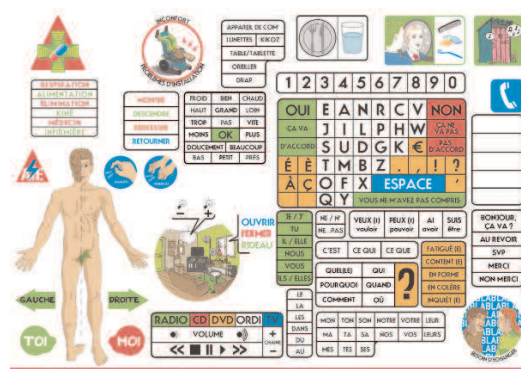 INCONFORT
PROBLÈMES D'INSTALLATION
APPAREIL DE COM
LUNETTES KIKOZ
TABLE/TABLETTE
OREILLER
DRAP
RESPIRATION
ALIMENTATION
ÉLIMINATION
KINÉ
MÉDECIN
INFIRMIÈRE
MONTER
DESCENDRE
REDRESSER
RETOURNER
FROID BIEN CHAUD
HAUT GRAND LOIN
TROP PAS VITE
MOINS OK PLUS
DOUCEMENT BEAUCOUP
BAS PETIT PRÈS
1 2 3 4 5 6 7 8 9 0
OUI E A N R C V NON
ÇA VA J I L P H W ÇA NE VA PAS
D'ACCORD S U D G K € PAS D'ACCORD
É È T M B Z . , ! ?
À Ç O F X ESPACE '
Q Y VOUS NE M'AVEZ PAS COMPRIS
- +
OUVRIR
FERMER
RIDEAU
GAUCHE
DROITE
TOI
MOI
JE / J'
TU
IL / ELLE
NOUS
VOUS
ILS / ELLES
NE / N'
NE...PAS
VEUX (r) vouloir
PEUX (r) pouvoir
AI avoir
SUIS être
C'EST CE QUI CE QUE
QUEL(LE) QUI
POURQUOI QUAND
COMMENT OÙ
?
FATIGUÉ (E)
CONTENT (E)
EN FORME
EN COLÈRE
INQUIET (E)
BONJOUR, ÇA VA ?
AU REVOIR
SVP
MERCI
NON MERCI
LE
LA
LES
DANS
DU
AU
MON TON SON NOTRE VOTRE LEUR
MA TA SA NOS VOS LEURS
MES TES SES
RADIO CD DVD ORDI TV
VOLUME
+
CHAINE
-
BLABLABLA
BESOIN D'ÉCHANGER